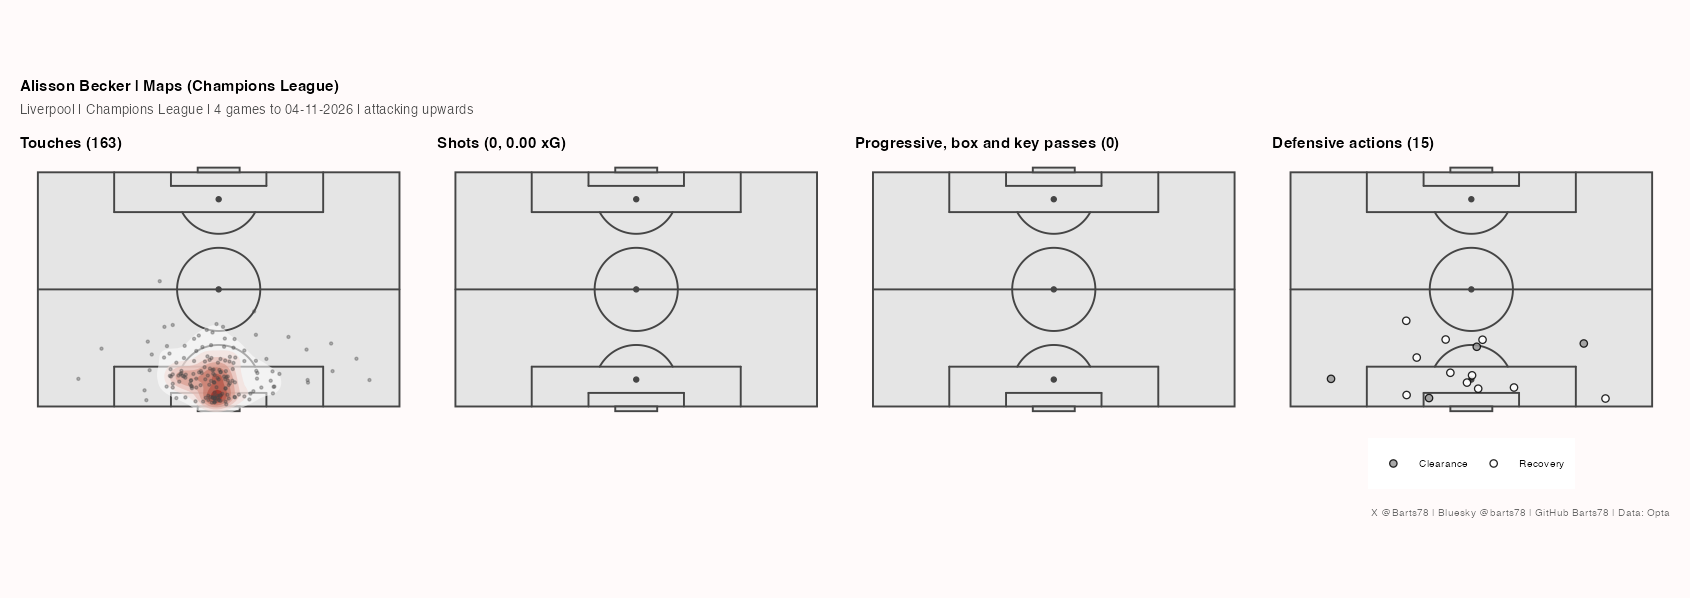 Alisson Becker | Maps (Champions League)
Liverpool | Champions League | 4 games to 04-11-2026 | attacking upwards
Touches (163)
Shots (0, 0.00 xG)
Progressive, box and key passes (0)
Defensive actions (15)
Clearance
Recovery
X @Barts78 | Bluesky @barts78 | GitHub Barts78 | Data: Opta